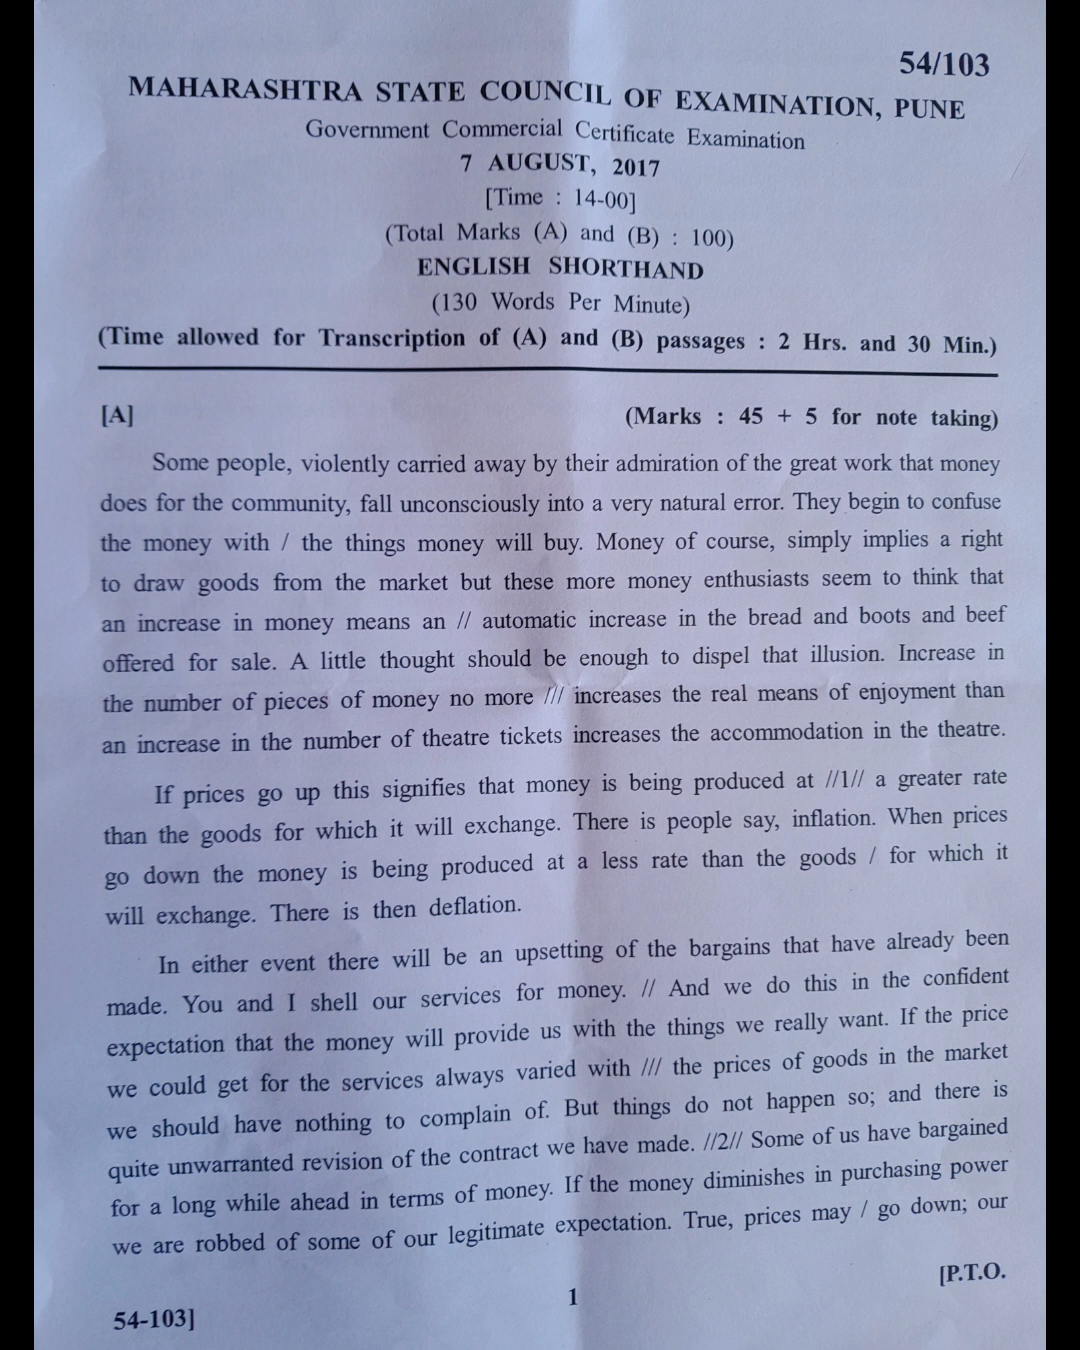 54/103
MAHARASHTRA STATE COUNCIL OF EXAMINATION, PUNE
Government Commercial Certificate Examination
7 AUGUST, 2017
[Time : 14-00]
(Total Marks (A) and (B) : 100)
ENGLISH SHORTHAND
(130 Words Per Minute)
(Time allowed for Transcription of (A) and (B) passages : 2 Hrs. and 30 Min.)
[A] (Marks : 45 + 5 for note taking)
Some people, violently carried away by their admiration of the great work that money
does for the community, fall unconsciously into a very natural error. They begin to confuse
the money with / the things money will buy. Money of course, simply implies a right
to draw goods from the market but these more money enthusiasts seem to think that
an increase in money means an // automatic increase in the bread and boots and beef
offered for sale. A little thought should be enough to dispel that illusion. Increase in
the number of pieces of money no more /// increases the real means of enjoyment than
an increase in the number of theatre tickets increases the accommodation in the theatre.
If prices go up this signifies that money is being produced at //1// a greater rate
than the goods for which it will exchange. There is people say, inflation. When prices
go down the money is being produced at a less rate than the goods / for which it
will exchange. There is then deflation.
In either event there will be an upsetting of the bargains that have already been
made. You and I shell our services for money. // And we do this in the confident
expectation that the money will provide us with the things we really want. If the price
we could get for the services always varied with /// the prices of goods in the market
we should have nothing to complain of. But things do not happen so; and there is
quite unwarranted revision of the contract we have made. //2// Some of us have bargained
for a long while ahead in terms of money. If the money diminishes in purchasing power
we are robbed of some of our legitimate expectation. True, prices may / go down; our
[P.T.O.
1
54-103]